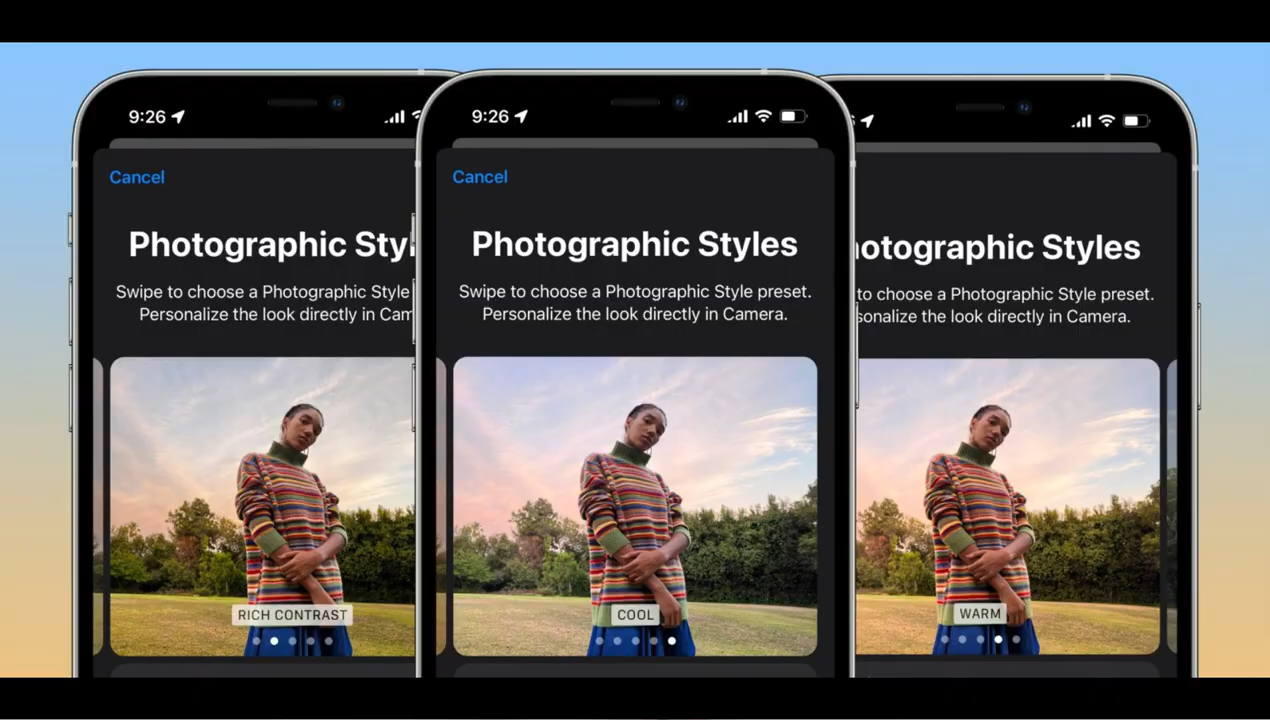 9:26
Cancel
Photographic Sty
Swipe to choose a Photographic Style
Personalize the look directly in Cam
RICH CONTRAST
9:26
Cancel
Photographic Styles
Swipe to choose a Photographic Style preset.
Personalize the look directly in Camera.
COOL
otographic Styles
to choose a Photographic Style preset.
sonalize the look directly in Camera.
WARM